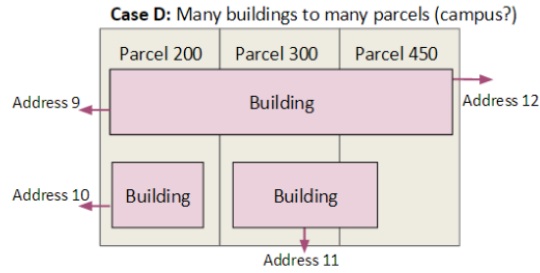 Case D: Many buildings to many parcels (campus?)
Parcel 200 Parcel 300 Parcel 450
Address 9 Building Address 12
Address 10 Building Building
Address 11